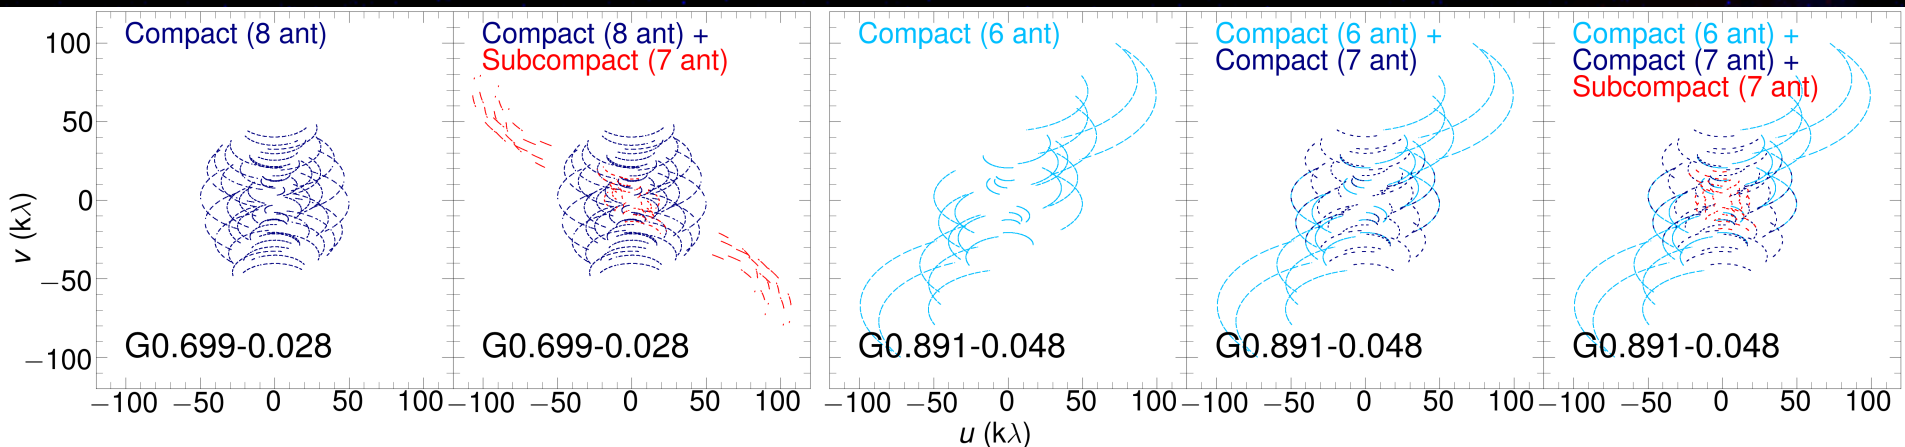 Compact (8 ant)
G0.699-0.028
Compact (8 ant) +
Subcompact (7 ant)
G0.699-0.028
Compact (6 ant)
G0.891-0.048
Compact (6 ant) +
Compact (7 ant)
G0.891-0.048
Compact (6 ant) +
Compact (7 ant) +
Subcompact (7 ant)
G0.891-0.048
100
50
0
−50
−100
v (kλ)
−100 −50 0 50 100
−100 −50 0 50 100
−100 −50 0 50
−100 −50 0 50
−100 −50 0 50 100
u (kλ)